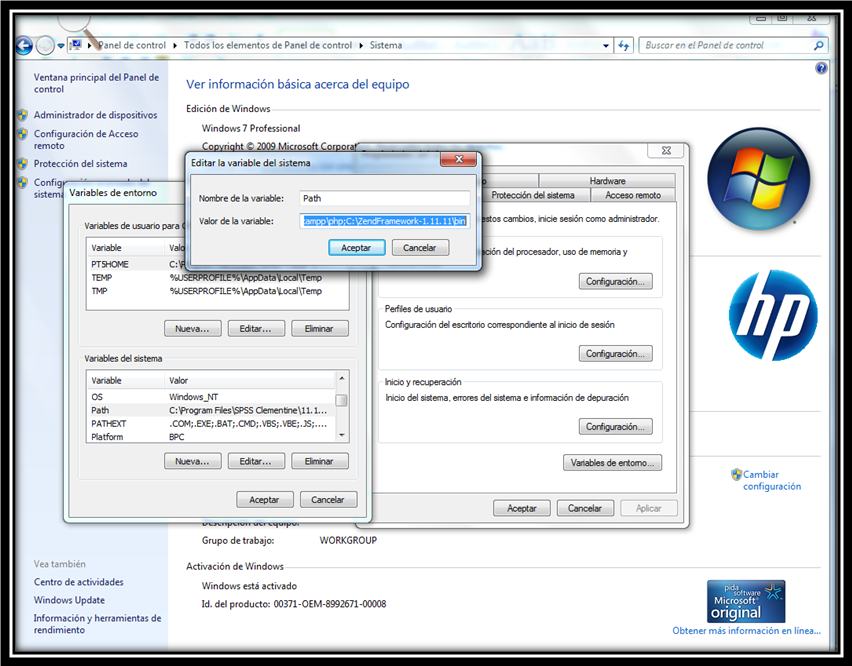 Panel de control ▸ Todos los elementos de Panel de control ▸ Sistema
Buscar en el Panel de control
Ventana principal del Panel de
control
Administrador de dispositivos
Configuración de Acceso
remoto
Protección del sistema
sistema
Ver información básica acerca del equipo
Edición de Windows
Windows 7 Professional
Copyright © 2009 Microsoft
Editar la variable del sistema
Nombre de la variable:
Path
Valor de la variable:
ampp\php;C:\ZendFramework-1.11.11\bin
Aceptar
Cancelar
Hardware
Protección del sistema
Acceso remoto
estos cambios, inicie sesión como administrador.
del procesador, uso de memoria y
Configuración...
Perfiles de usuario
Configuración del escritorio correspondiente al inicio de sesión
Configuración...
Inicio y recuperación
Inicio del sistema, errores del sistema e información de depuración
Configuración...
Variables de entorno...
Aceptar
Cancelar
Aplicar
Variables de entorno
Variables de usuario para
Variable
PTSHOME
TEMP %USERPROFILE%\AppData\Local\Temp
TMP %USERPROFILE%\AppData\Local\Temp
Nueva...
Editar...
Eliminar
Variables del sistema
Variable Valor
OS Windows_NT
Path C:\Program Files\SPSS Clementine\11.1...
PATHEXT .COM;.EXE;.BAT;.CMD;.VBS;.VBE;.JS;....
Platform BPC
Nueva...
Editar...
Eliminar
Aceptar
Cancelar
hp
Cambiar
configuración
Descripción del equipo:
Grupo de trabajo: WORKGROUP
Activación de Windows
Windows está activado
Id. del producto: 00371-OEM-8992671-00008
Vea también
Centro de actividades
Windows Update
Información y herramientas de
rendimiento
pida
software
Microsoft
original
Obtener más información en línea...